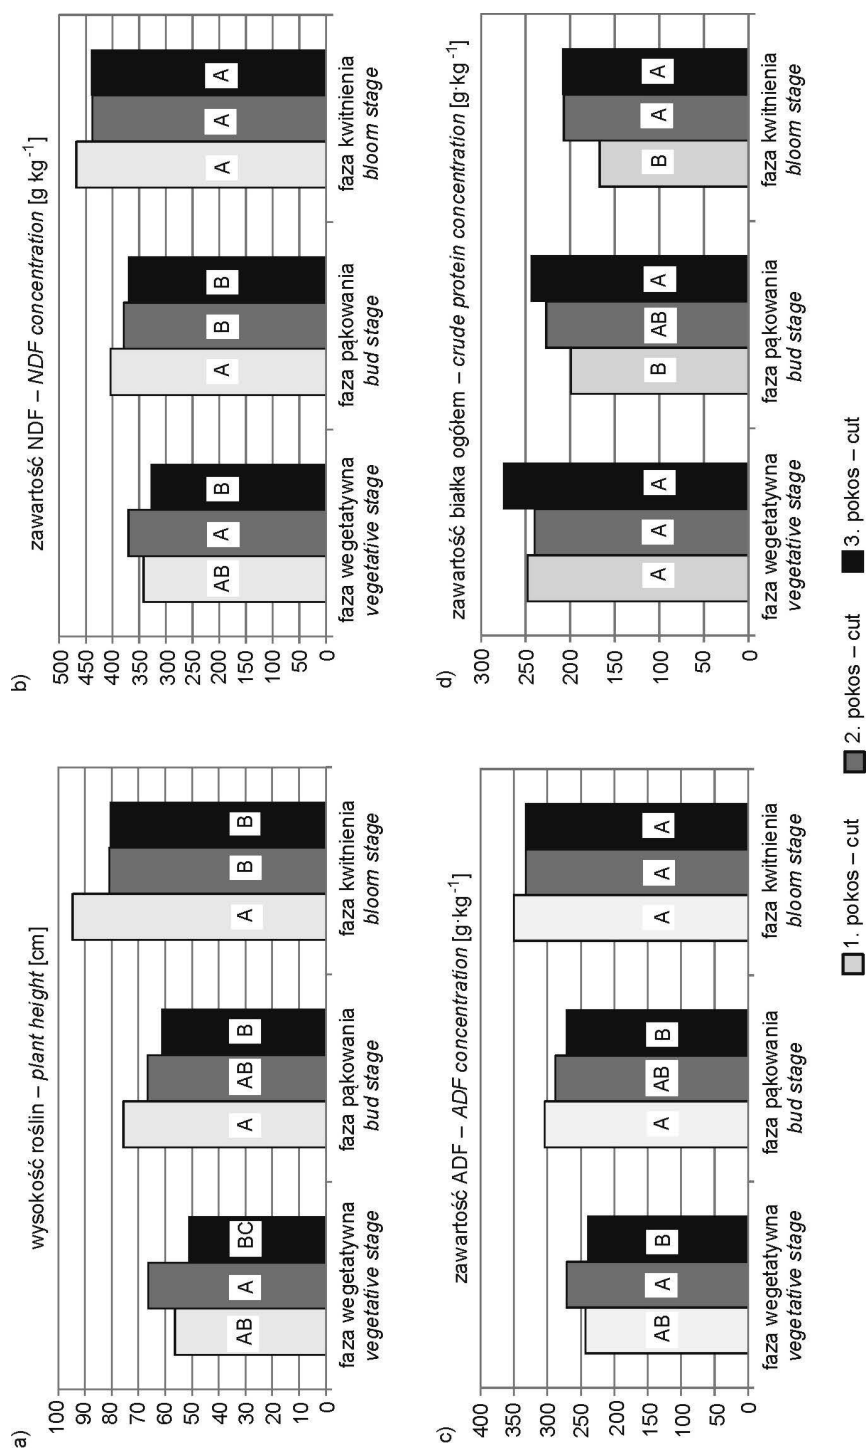 a)
wysokość roślin – plant height [cm]
100
90
80
70
60
50
40
30
20
10
0
AB
A
BC
A
AB
B
A
B
B
faza wegetatywna
vegetative stage
faza pąkowania
bud stage
faza kwitnienia
bloom stage
b)
zawartość NDF – NDF concentration [g kg⁻¹]
500
450
400
350
300
250
200
150
100
50
0
AB
A
B
A
B
B
A
A
A
faza wegetatywna
vegetative stage
faza pąkowania
bud stage
faza kwitnienia
bloom stage
c)
zawartość ADF – ADF concentration [g·kg⁻¹]
400
350
300
250
200
150
100
50
0
AB
A
B
A
AB
B
A
A
A
faza wegetatywna
vegetative stage
faza pąkowania
bud stage
faza kwitnienia
bloom stage
d)
zawartość białka ogółem – crude protein concentration [g·kg⁻¹]
300
250
200
150
100
50
0
A
A
A
B
AB
A
B
A
A
faza wegetatywna
vegetative stage
faza pąkowania
bud stage
faza kwitnienia
bloom stage
1. pokos – cut
2. pokos – cut
3. pokos – cut